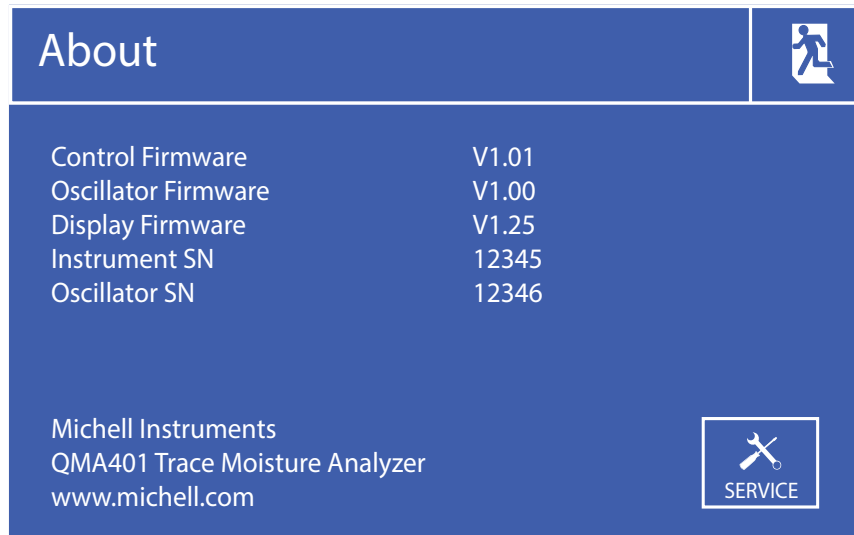 About
Control Firmware V1.01
Oscillator Firmware V1.00
Display Firmware V1.25
Instrument SN 12345
Oscillator SN 12346
Michell Instruments
QMA401 Trace Moisture Analyzer
www.michell.com
SERVICE